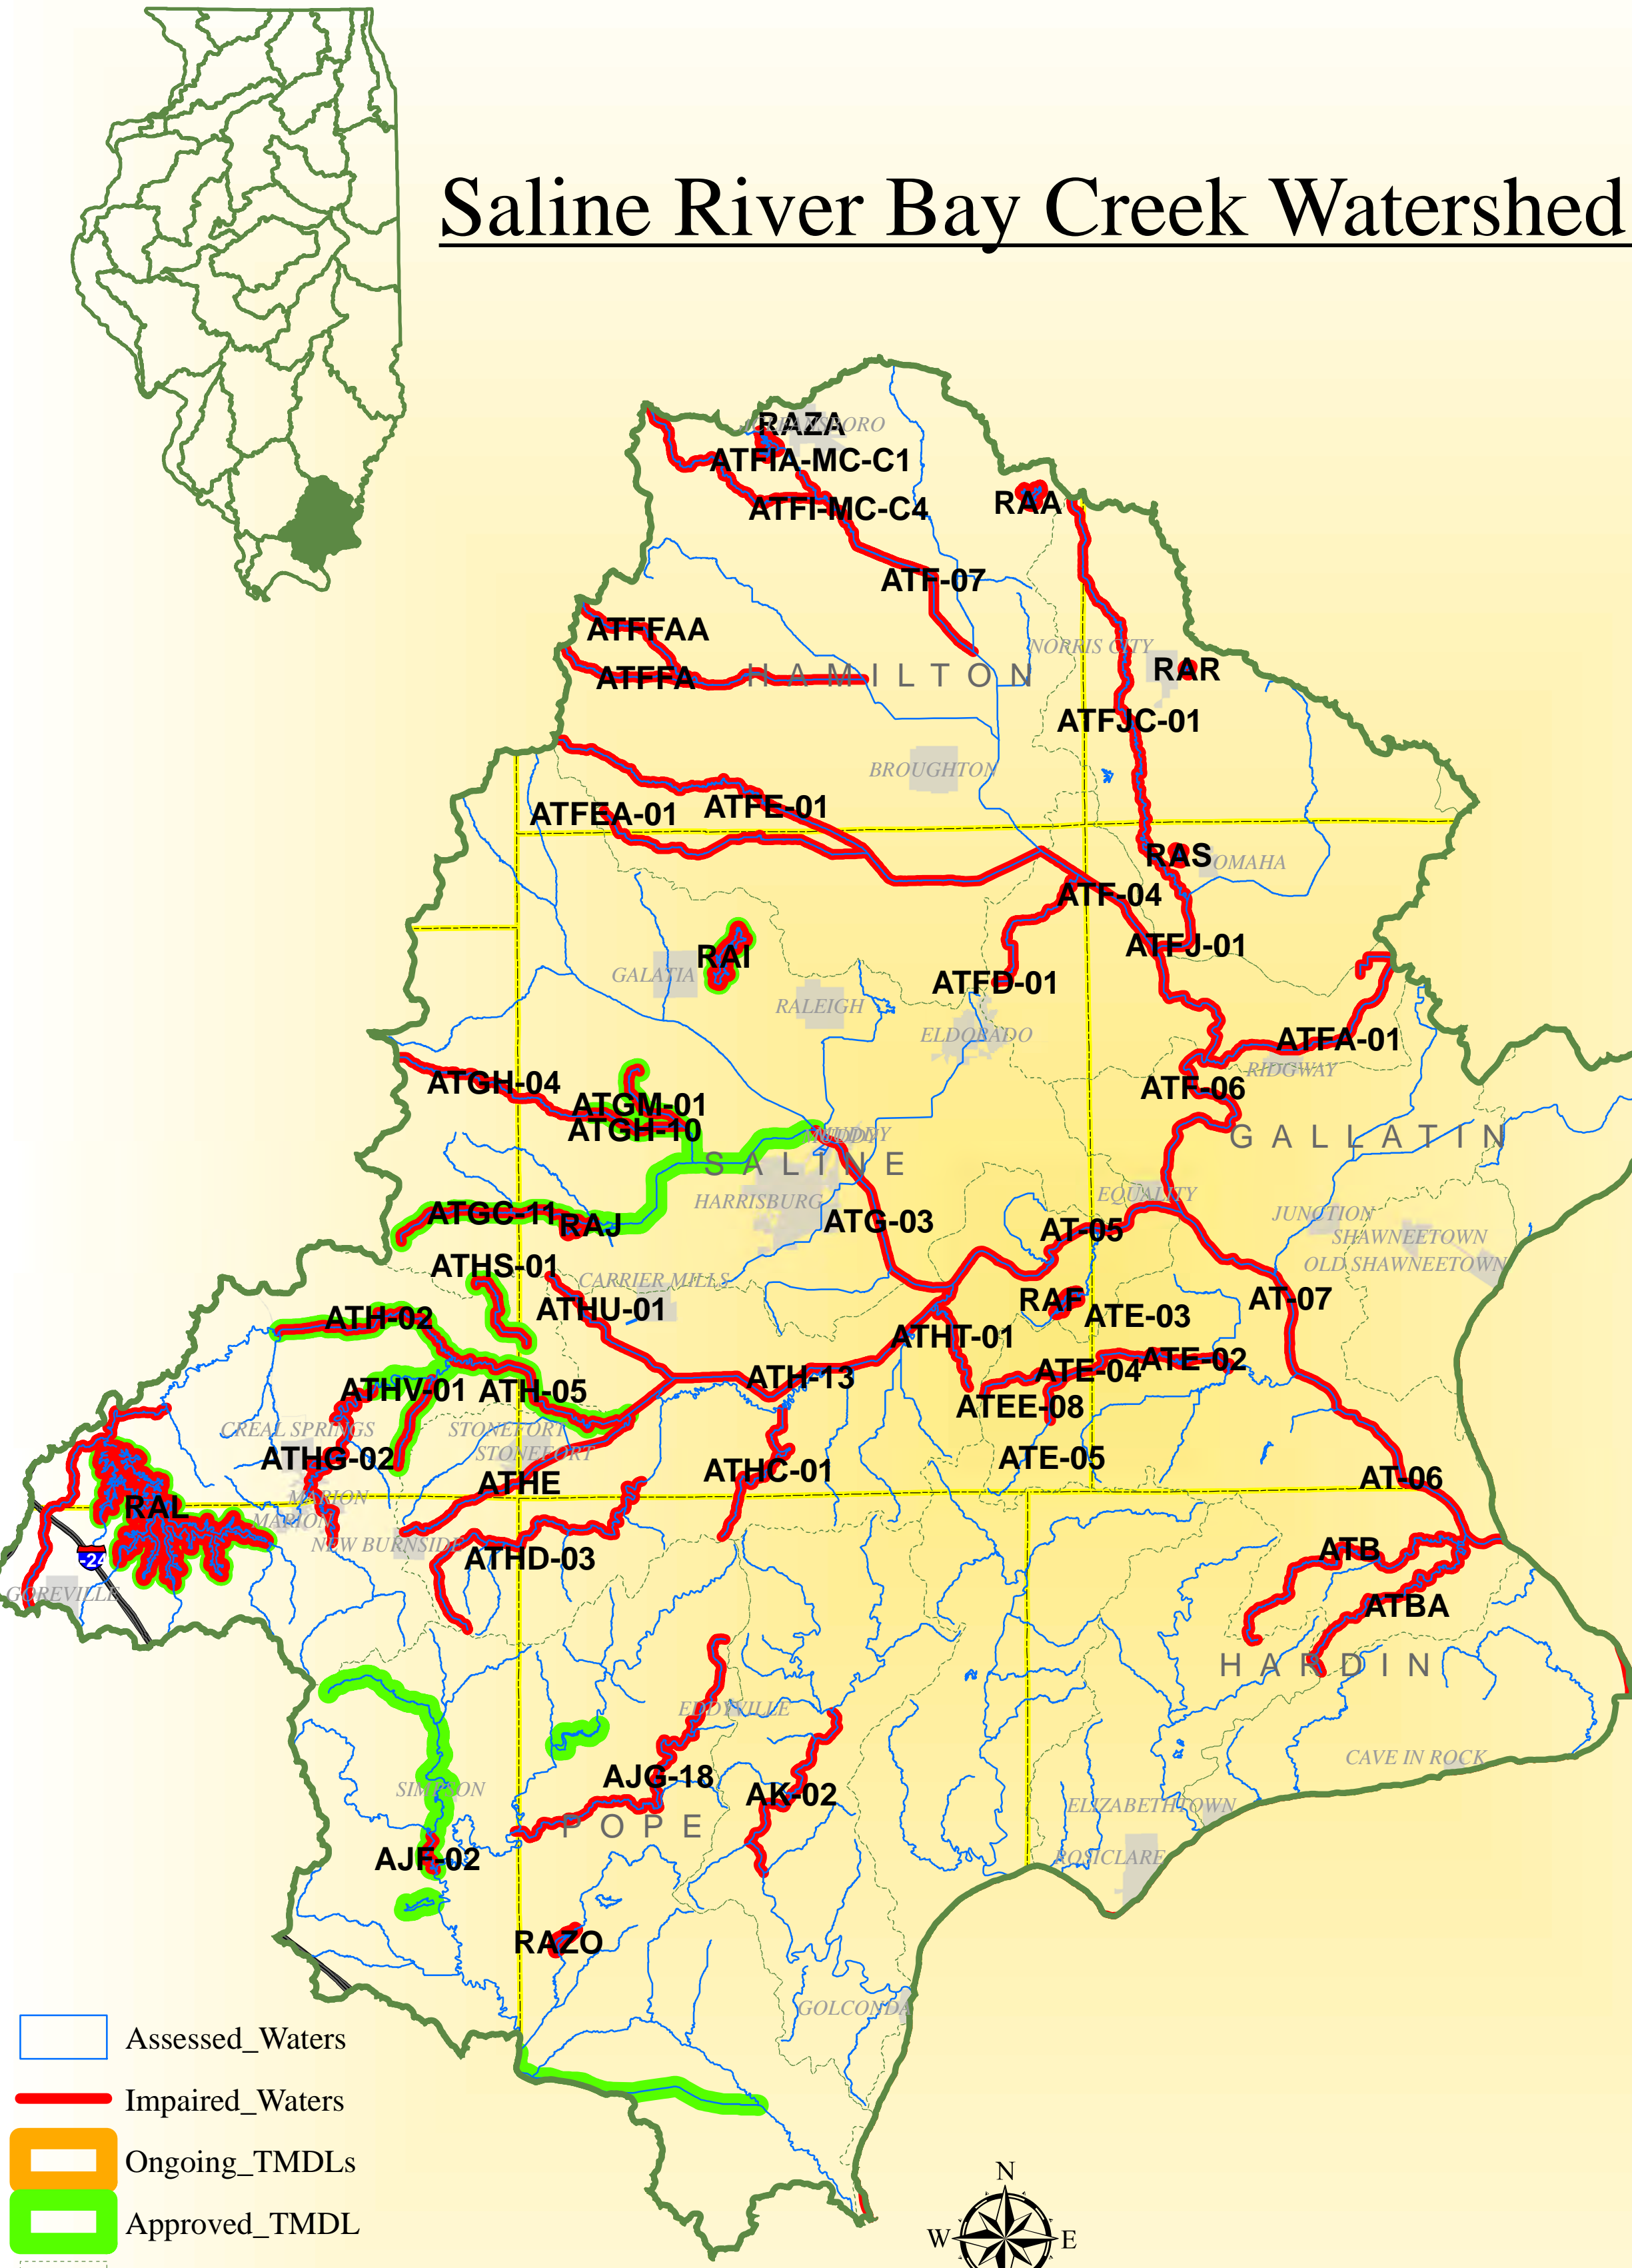 Saline River Bay Creek Watershed
RAZA
ATFIA-MC-C1
RAA
ATFI-MC-C4
ATF-07
ATFFAA
NORRIS CITY
RAR
ATFFA
HAMILTON
ATFJC-01
BROUGHTON
ATFEA-01
ATFE-01
RAS
OMAHA
ATF-04
ATFJ-01
RAI
GALATIA
ATFD-01
RALEIGH
ELDORADO
ATFA-01
RIDGWAY
ATGH-04
ATF-06
ATGM-01
ATGH-10
MUDDY
GALLATIN
SALINE
EQUALITY
HARRISBURG
ATGC-11
RAJ
ATG-03
AT-05
JUNCTION
SHAWNEETOWN
OLD SHAWNEETOWN
ATHS-01
CARRIER MILLS
ATHU-01
RAF
AT-07
ATH-02
ATE-03
ATHT-01
ATE-02
ATE-04
ATH-13
ATHV-01
ATH-05
ATEE-08
CREAL SPRINGS
STONEFORT
STONEFORT
ATHG-02
ATE-05
ATHC-01
ATHE
AT-06
MARION
RAL
MARION
NEW BURNSIDE
ATB
ATHD-03
-24
GOREVILLE
ATBA
HARDIN
EDDYVILLE
CAVE IN ROCK
AJG-18
SIMPSON
AK-02
ELIZABETHTOWN
POPE
ROSICLARE
AJF-02
RAZO
GOLCONDA
Assessed_Waters
Impaired_Waters
Ongoing_TMDLs
Approved_TMDL
N
W
E